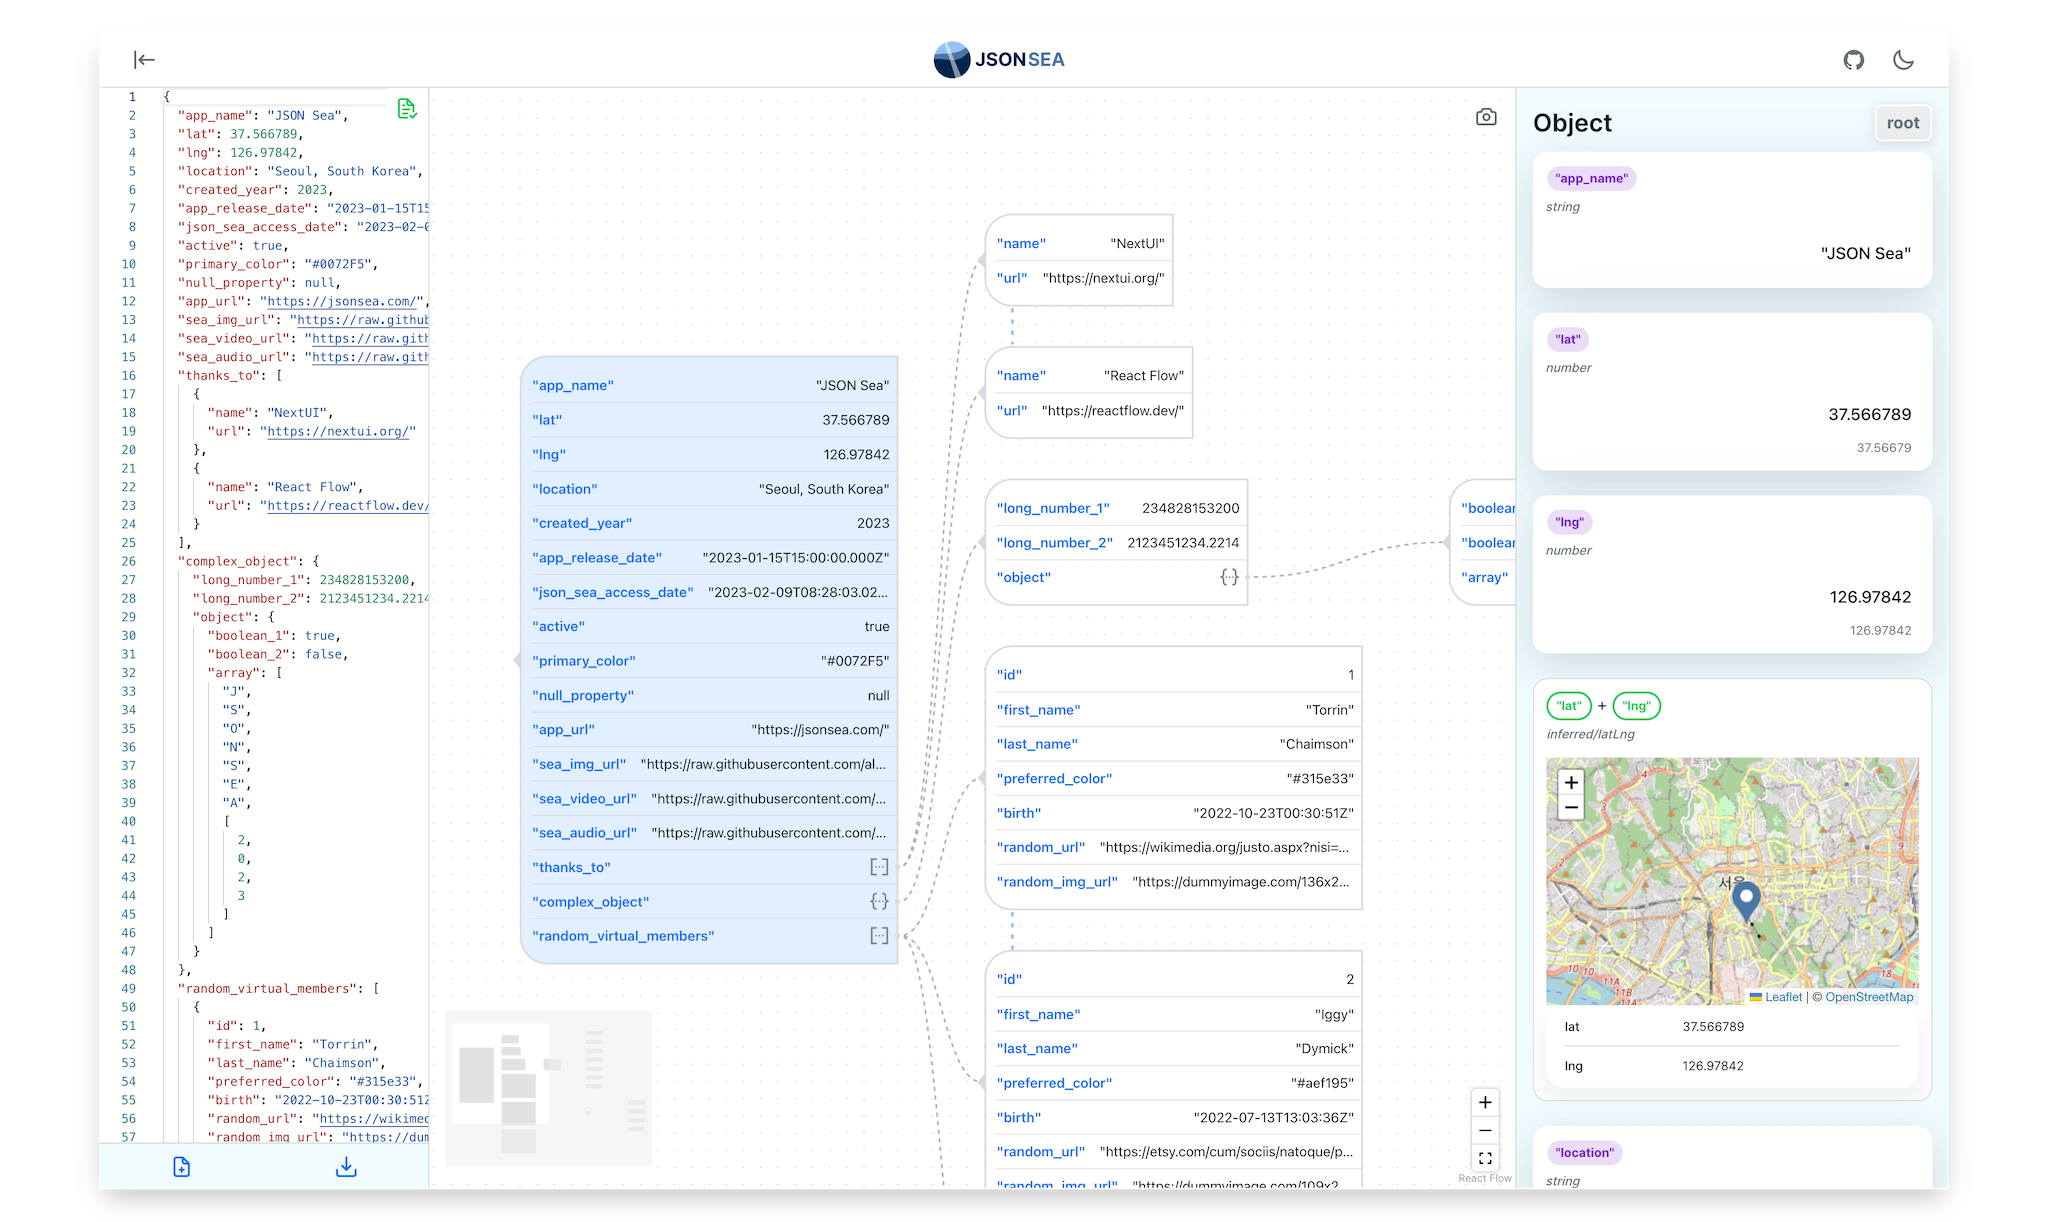 JSON SEA
1 {
2 "app_name": "JSON Sea",
3 "lat": 37.566789,
4 "lng": 126.97842,
5 "location": "Seoul, South Korea",
6 "created_year": 2023,
7 "app_release_date": "2023-01-15T15
8 "json_sea_access_date": "2023-02-0
9 "active": true,
10 "primary_color": "#0072F5",
11 "null_property": null,
12 "app_url": "https://jsonsea.com/",
13 "sea_img_url": "https://raw.github
14 "sea_video_url": "https://raw.gith
15 "sea_audio_url": "https://raw.gith
16 "thanks_to": [
17 {
18 "name": "NextUI",
19 "url": "https://nextui.org/"
20 },
21 {
22 "name": "React Flow",
23 "url": "https://reactflow.dev/
24 }
25 ],
26 "complex_object": {
27 "long_number_1": 234828153200,
28 "long_number_2": 2123451234.2214
29 "object": {
30 "boolean_1": true,
31 "boolean_2": false,
32 "array": [
33 "J",
34 "S",
35 "O",
36 "N",
37 "S",
38 "E",
39 "A",
40 [
41 2,
42 0,
43 2,
44 3
45 ]
46 ]
47 }
48 },
49 "random_virtual_members": [
50 {
51 "id": 1,
52 "first_name": "Torrin",
53 "last_name": "Chaimson",
54 "preferred_color": "#315e33",
55 "birth": "2022-10-23T00:30:51Z
56 "random_url": "https://wikimed
57 "random_img_url": "https://dum
"app_name" "JSON Sea"
"lat" 37.566789
"lng" 126.97842
"location" "Seoul, South Korea"
"created_year" 2023
"app_release_date" "2023-01-15T15:00:00.000Z"
"json_sea_access_date" "2023-02-09T08:28:03.02...
"active" true
"primary_color" "#0072F5"
"null_property" null
"app_url" "https://jsonsea.com/"
"sea_img_url" "https://raw.githubusercontent.com/al...
"sea_video_url" "https://raw.githubusercontent.com/...
"sea_audio_url" "https://raw.githubusercontent.com/...
"thanks_to" [...]
"complex_object" {...}
"random_virtual_members" [...]
"name" "NextUI"
"url" "https://nextui.org/"
"name" "React Flow"
"url" "https://reactflow.dev/"
"long_number_1" 234828153200
"long_number_2" 2123451234.2214
"object" {...}
"boolean
"boolean
"array"
"id" 1
"first_name" "Torrin"
"last_name" "Chaimson"
"preferred_color" "#315e33"
"birth" "2022-10-23T00:30:51Z"
"random_url" "https://wikimedia.org/justo.aspx?nisi=...
"random_img_url" "https://dummyimage.com/136x2...
"id" 2
"first_name" "Iggy"
"last_name" "Dymick"
"preferred_color" "#aef195"
"birth" "2022-07-13T13:03:36Z"
"random_url" "https://etsy.com/cum/sociis/natoque/p...
"random_img_url" "https://dummyimage.com/109x2...
+
−
React Flow
Object root
"app_name"
string
"JSON Sea"
"lat"
number
37.566789
37.56679
"lng"
number
126.97842
126.97842
"lat" + "lng"
inferred/latLng
+
−
서울
10 10
11A
18
Leaflet | © OpenStreetMap
lat 37.566789
lng 126.97842
"location"
string